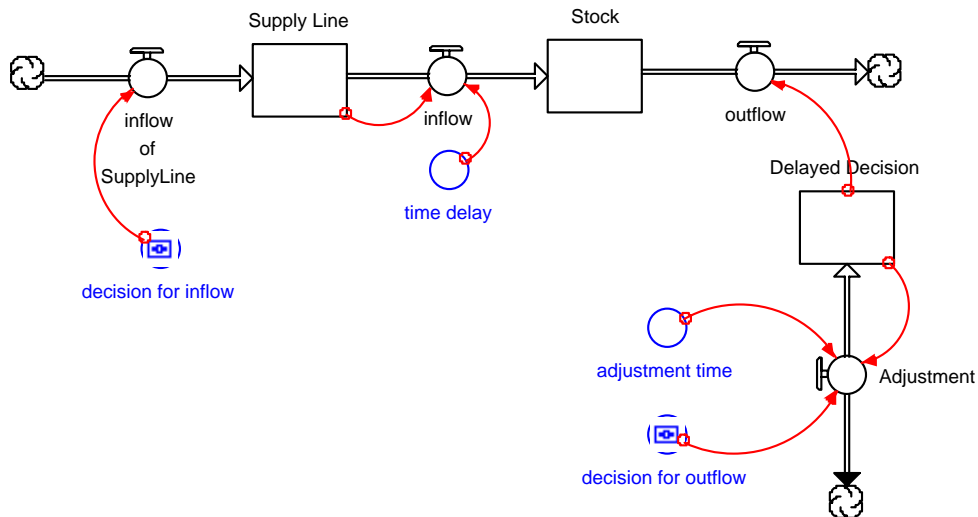 Supply Line
Stock
inflow
of
SupplyLine
inflow
outflow
time delay
Delayed Decision
decision for inflow
adjustment time
Adjustment
decision for outflow